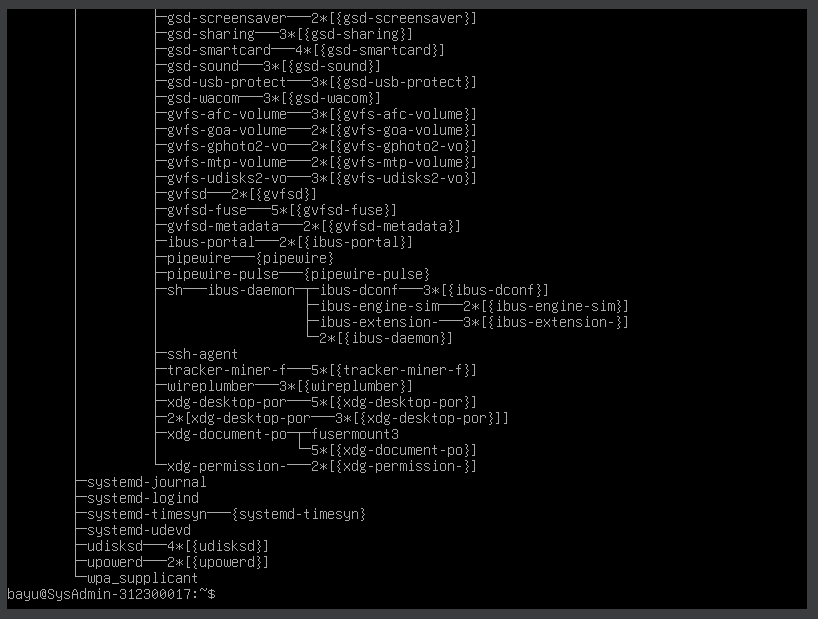 ├─gsd-screensaver───2*[{gsd-screensaver}]
├─gsd-sharing───3*[{gsd-sharing}]
├─gsd-smartcard───4*[{gsd-smartcard}]
├─gsd-sound───3*[{gsd-sound}]
├─gsd-usb-protect───3*[{gsd-usb-protect}]
├─gsd-wacom───3*[{gsd-wacom}]
├─gvfs-afc-volume───3*[{gvfs-afc-volume}]
├─gvfs-goa-volume───2*[{gvfs-goa-volume}]
├─gvfs-gphoto2-vo───2*[{gvfs-gphoto2-vo}]
├─gvfs-mtp-volume───2*[{gvfs-mtp-volume}]
├─gvfs-udisks2-vo───3*[{gvfs-udisks2-vo}]
├─gvfsd───2*[{gvfsd}]
├─gvfsd-fuse───5*[{gvfsd-fuse}]
├─gvfsd-metadata───2*[{gvfsd-metadata}]
├─ibus-portal───2*[{ibus-portal}]
├─pipewire───{pipewire}
├─pipewire-pulse───{pipewire-pulse}
├─sh───ibus-daemon─┬─ibus-dconf───3*[{ibus-dconf}]
├─ibus-engine-sim───2*[{ibus-engine-sim}]
├─ibus-extension-───3*[{ibus-extension-}]
└─2*[{ibus-daemon}]
├─ssh-agent
├─tracker-miner-f───5*[{tracker-miner-f}]
├─wireplumber───3*[{wireplumber}]
├─xdg-desktop-por───5*[{xdg-desktop-por}]
├─2*[xdg-desktop-por───3*[{xdg-desktop-por}]]
├─xdg-document-po─┬─fusermount3
└─5*[{xdg-document-po}]
└─xdg-permission-───2*[{xdg-permission-}]
├─systemd-journal
├─systemd-logind
├─systemd-timesyn───{systemd-timesyn}
├─systemd-udevd
├─udisksd───4*[{udisksd}]
├─upowerd───2*[{upowerd}]
└─wpa_supplicant
bayu@SysAdmin-312300017:~$